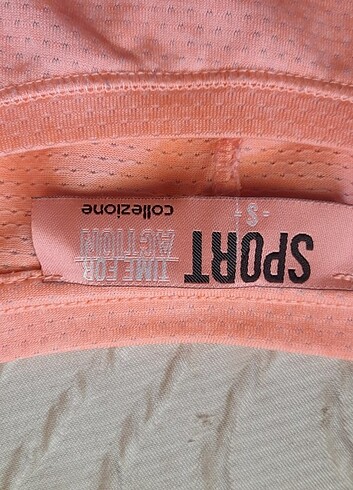 SPORT
TIME FOR
ACTION
-S-
collezione